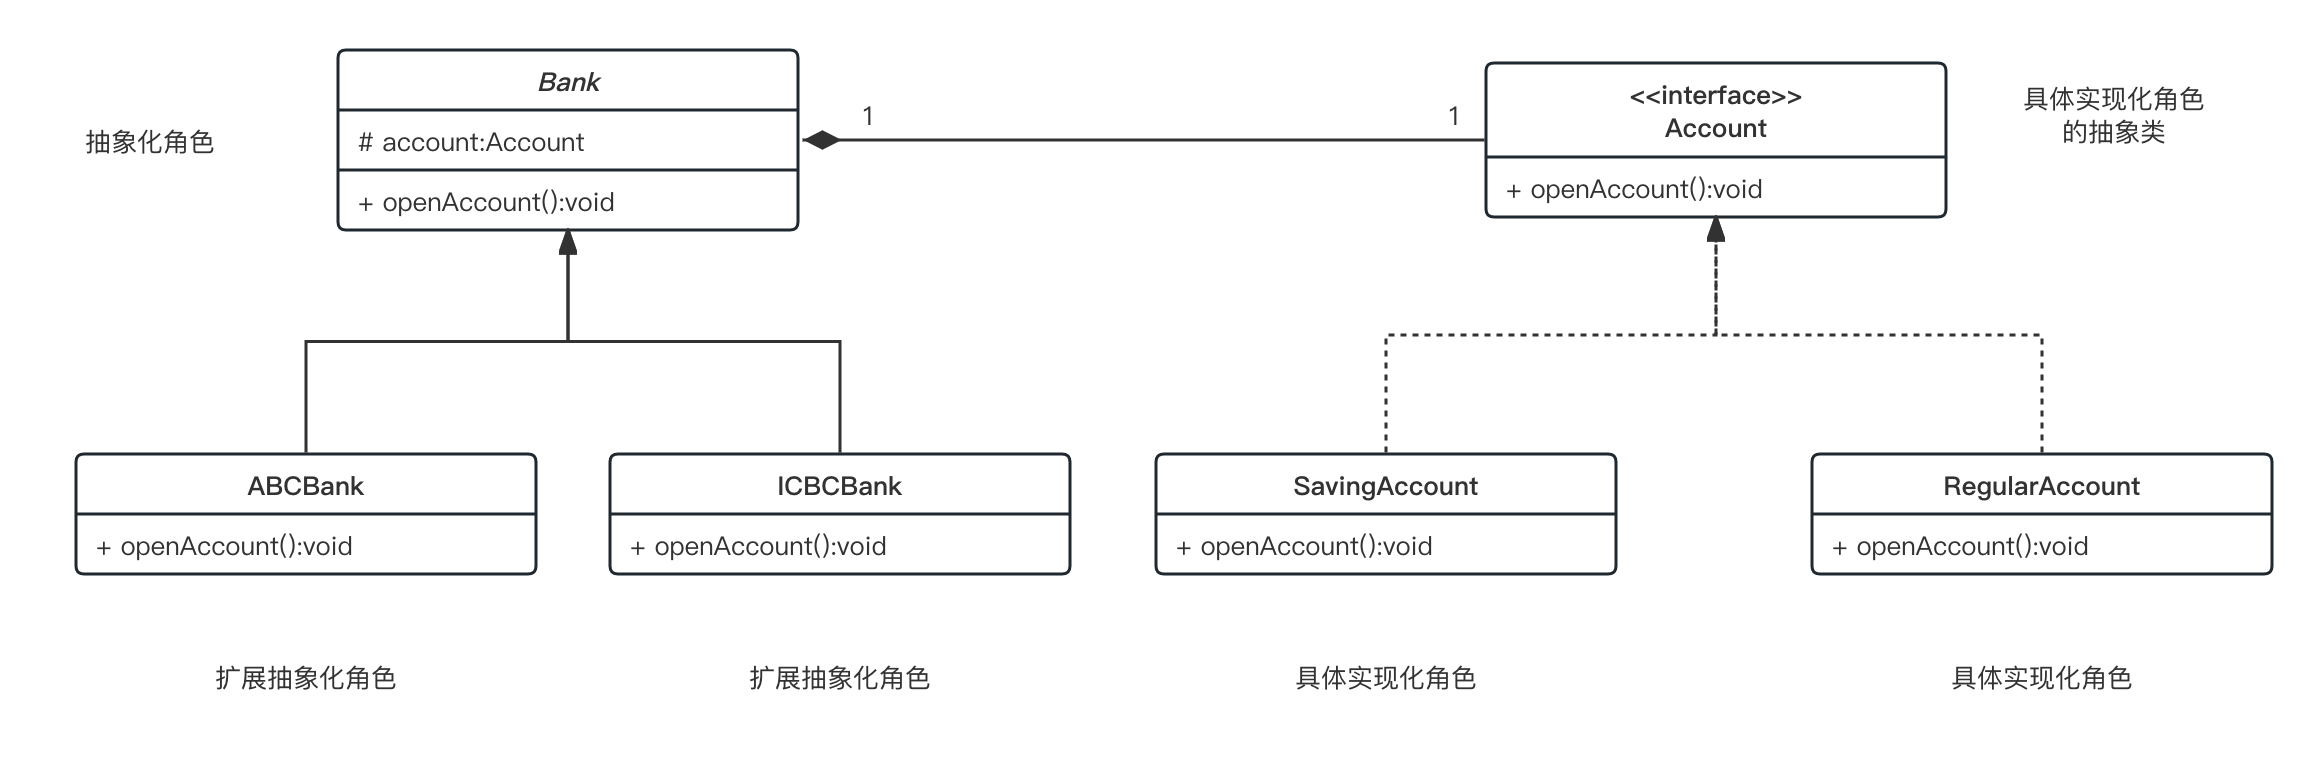 Bank
# account:Account
+ openAccount():void
抽象化角色
1
1
<<interface>>
Account
+ openAccount():void
具体实现化角色
的抽象类
ABCBank
+ openAccount():void
ICBCBank
+ openAccount():void
SavingAccount
+ openAccount():void
RegularAccount
+ openAccount():void
扩展抽象化角色
扩展抽象化角色
具体实现化角色
具体实现化角色